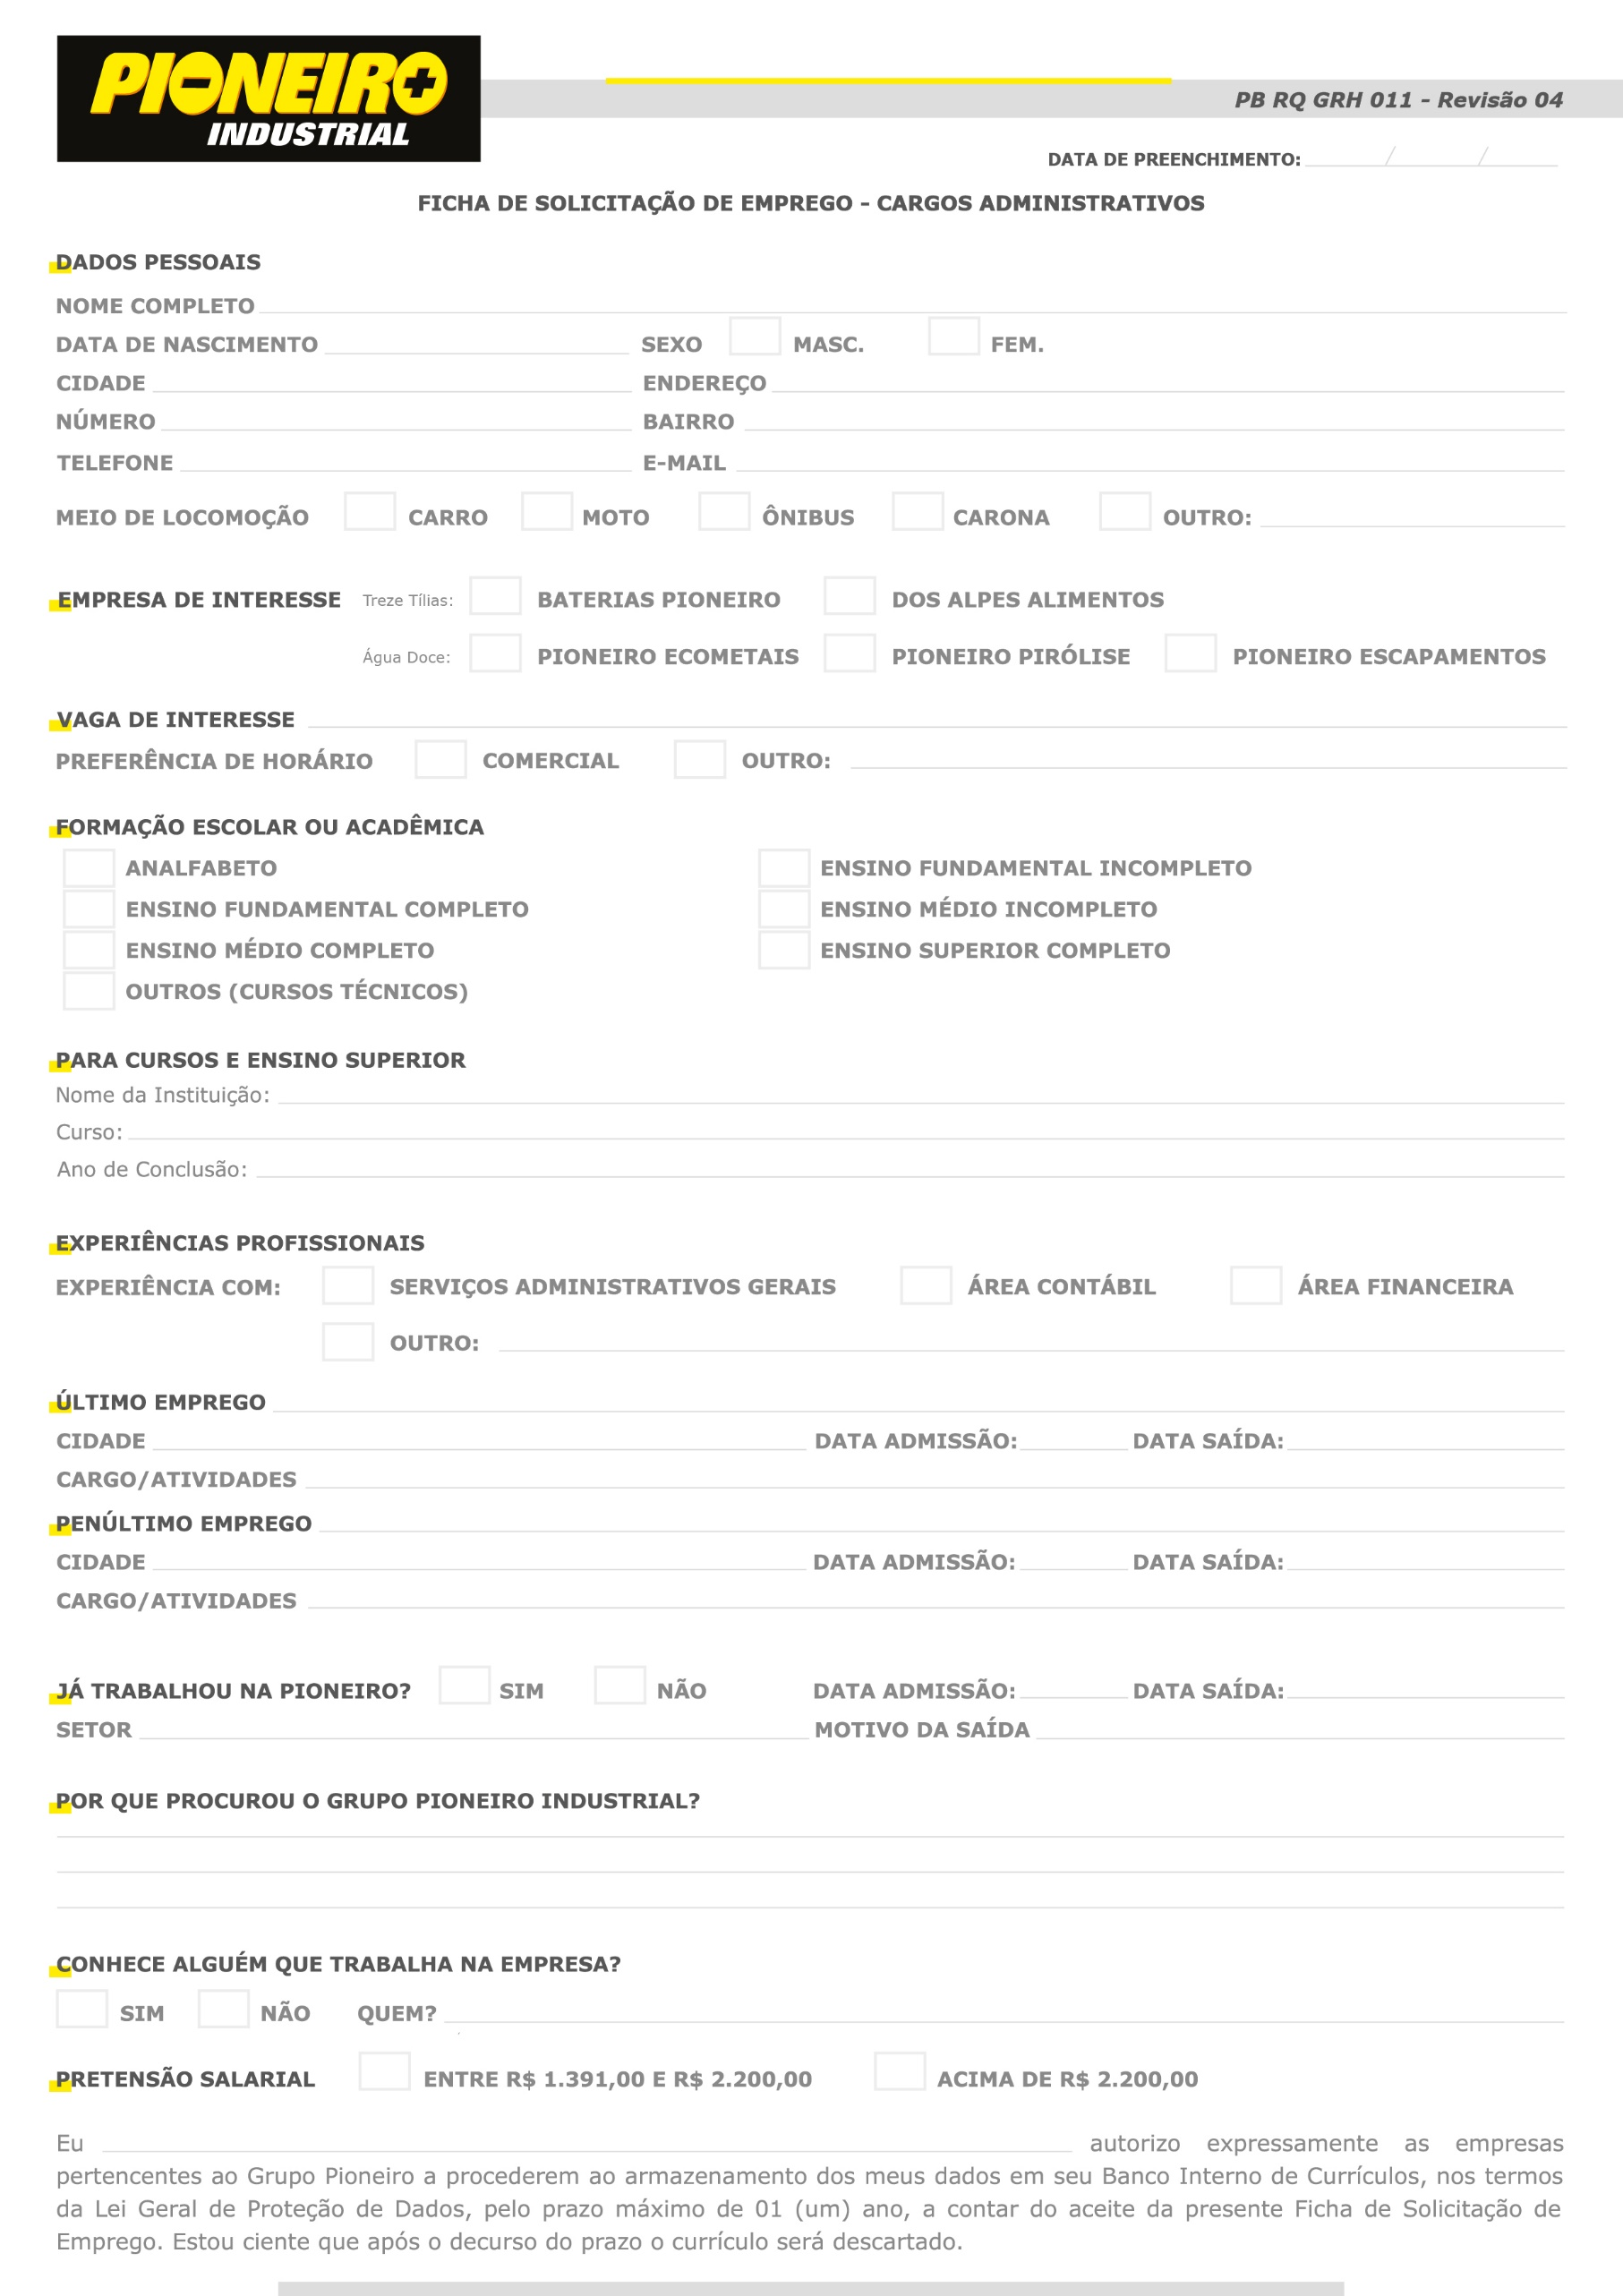 PIONEIRO
INDUSTRIAL
PB RQ GRH 011 - Revisão 04
DATA DE PREENCHIMENTO: / /
FICHA DE SOLICITAÇÃO DE EMPREGO - CARGOS ADMINISTRATIVOS
DADOS PESSOAIS
NOME COMPLETO
DATA DE NASCIMENTO SEXO MASC. FEM.
CIDADE ENDEREÇO
NÚMERO BAIRRO
TELEFONE E-MAIL
MEIO DE LOCOMOÇÃO CARRO MOTO ÔNIBUS CARONA OUTRO:
EMPRESA DE INTERESSE Treze Tílias: BATERIAS PIONEIRO DOS ALPES ALIMENTOS
Água Doce: PIONEIRO ECOMETAIS PIONEIRO PIRÓLISE PIONEIRO ESCAPAMENTOS
VAGA DE INTERESSE
PREFERÊNCIA DE HORÁRIO COMERCIAL OUTRO:
FORMAÇÃO ESCOLAR OU ACADÊMICA
ANALFABETO ENSINO FUNDAMENTAL INCOMPLETO
ENSINO FUNDAMENTAL COMPLETO ENSINO MÉDIO INCOMPLETO
ENSINO MÉDIO COMPLETO ENSINO SUPERIOR COMPLETO
OUTROS (CURSOS TÉCNICOS)
PARA CURSOS E ENSINO SUPERIOR
Nome da Instituição:
Curso:
Ano de Conclusão:
EXPERIÊNCIAS PROFISSIONAIS
EXPERIÊNCIA COM: SERVIÇOS ADMINISTRATIVOS GERAIS ÁREA CONTÁBIL ÁREA FINANCEIRA
OUTRO:
ÚLTIMO EMPREGO
CIDADE DATA ADMISSÃO: DATA SAÍDA:
CARGO/ATIVIDADES
PENÚLTIMO EMPREGO
CIDADE DATA ADMISSÃO: DATA SAÍDA:
CARGO/ATIVIDADES
JÁ TRABALHOU NA PIONEIRO? SIM NÃO DATA ADMISSÃO: DATA SAÍDA:
SETOR MOTIVO DA SAÍDA
POR QUE PROCUROU O GRUPO PIONEIRO INDUSTRIAL?
CONHECE ALGUÉM QUE TRABALHA NA EMPRESA?
SIM NÃO QUEM?
PRETENSÃO SALARIAL ENTRE R$ 1.391,00 E R$ 2.200,00 ACIMA DE R$ 2.200,00
Eu autorizo expressamente as empresas
pertencentes ao Grupo Pioneiro a procederem ao armazenamento dos meus dados em seu Banco Interno de Currículos, nos termos
da Lei Geral de Proteção de Dados, pelo prazo máximo de 01 (um) ano, a contar do aceite da presente Ficha de Solicitação de
Emprego. Estou ciente que após o decurso do prazo o currículo será descartado.